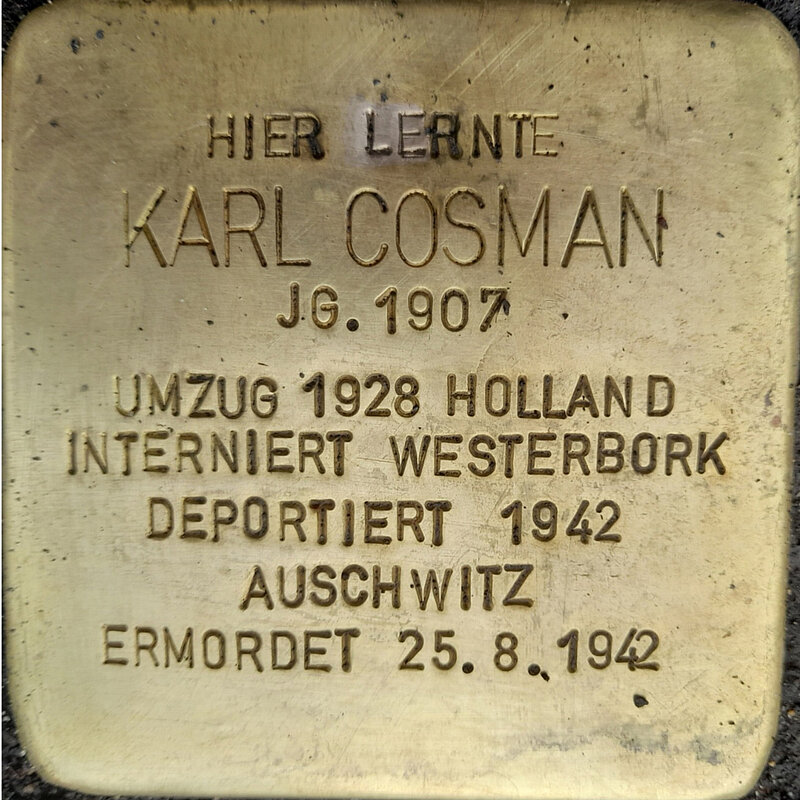 HIER LERNTE
KARL COSMAN
JG. 1907
UMZUG 1928 HOLLAND
INTERNIERT WESTERBORK
DEPORTIERT 1942
AUSCHWITZ
ERMORDET 25.8.1942